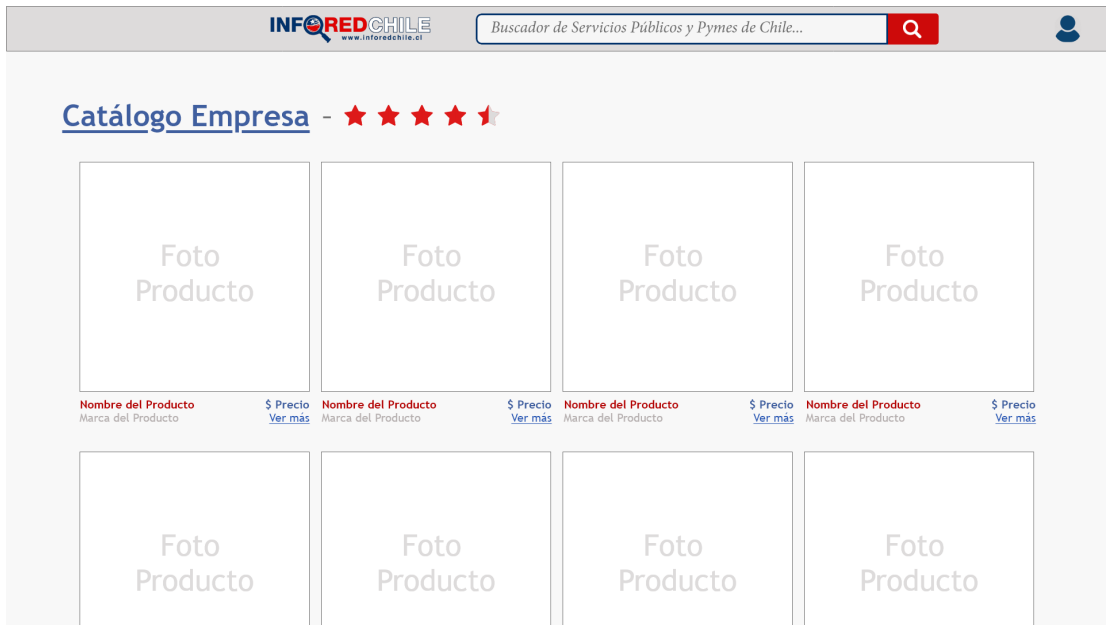 INFOREDCHILE
www.inforedchile.cl
Buscador de Servicios Públicos y Pymes de Chile...
Catálogo Empresa -
Foto
Producto
Foto
Producto
Foto
Producto
Foto
Producto
Nombre del Producto $ Precio
Marca del Producto Ver más
Nombre del Producto $ Precio
Marca del Producto Ver más
Nombre del Producto $ Precio
Marca del Producto Ver más
Nombre del Producto $ Precio
Marca del Producto Ver más
Foto
Producto
Foto
Producto
Foto
Producto
Foto
Producto